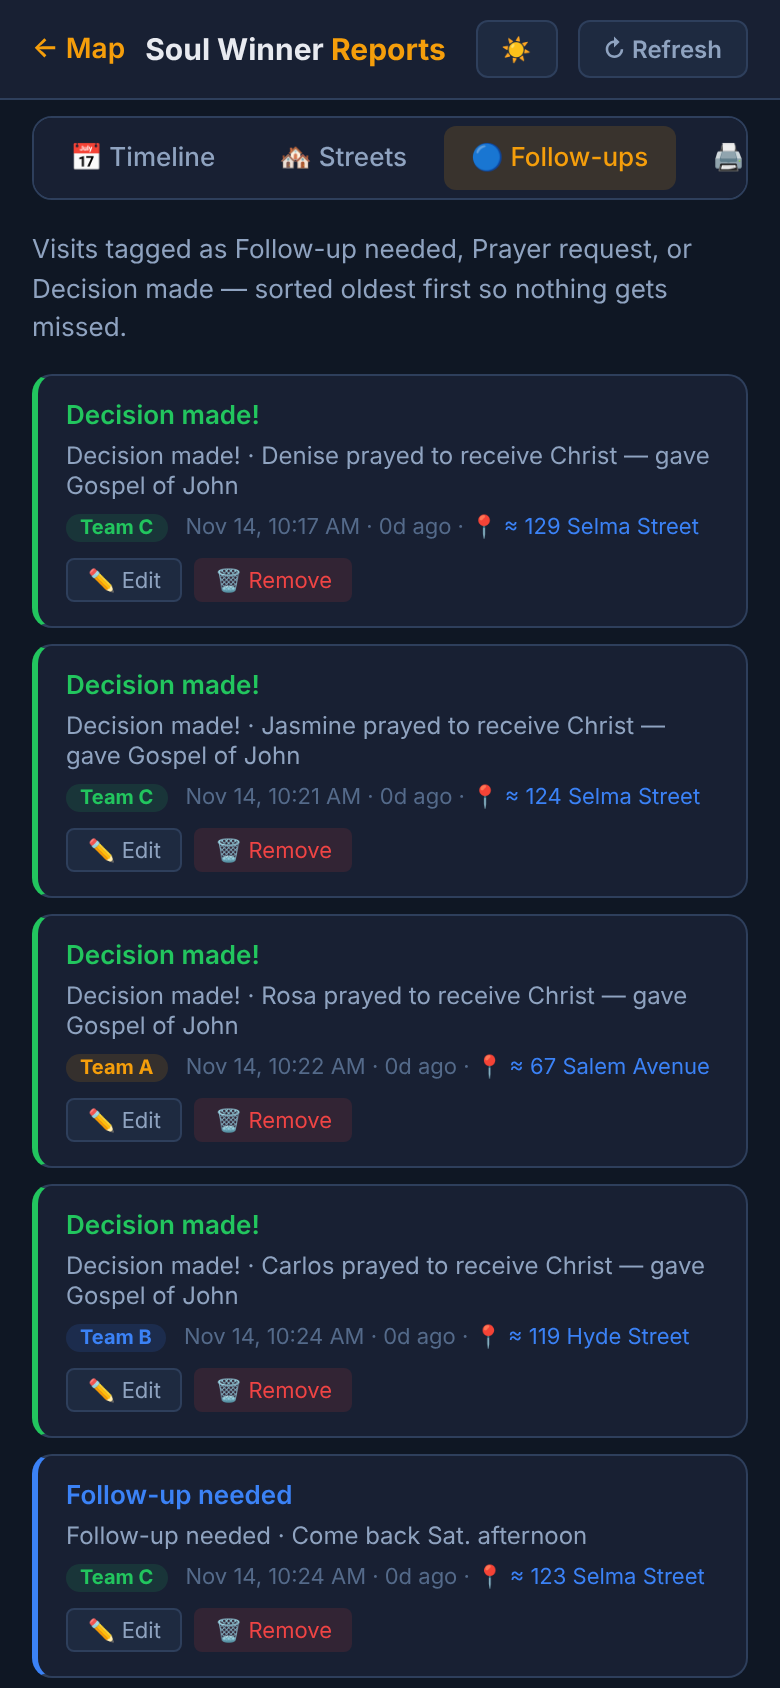 ← Map Soul Winner Reports ☀️ ↻ Refresh
📅 Timeline 🏘️ Streets 🔵 Follow-ups 🖨️
Visits tagged as Follow-up needed, Prayer request, or
Decision made — sorted oldest first so nothing gets
missed.
Decision made!
Decision made! · Denise prayed to receive Christ — gave
Gospel of John
Team C Nov 14, 10:17 AM · 0d ago · 📍 ≈ 129 Selma Street
✏️ Edit 🗑️ Remove
Decision made!
Decision made! · Jasmine prayed to receive Christ —
gave Gospel of John
Team C Nov 14, 10:21 AM · 0d ago · 📍 ≈ 124 Selma Street
✏️ Edit 🗑️ Remove
Decision made!
Decision made! · Rosa prayed to receive Christ — gave
Gospel of John
Team A Nov 14, 10:22 AM · 0d ago · 📍 ≈ 67 Salem Avenue
✏️ Edit 🗑️ Remove
Decision made!
Decision made! · Carlos prayed to receive Christ — gave
Gospel of John
Team B Nov 14, 10:24 AM · 0d ago · 📍 ≈ 119 Hyde Street
✏️ Edit 🗑️ Remove
Follow-up needed
Follow-up needed · Come back Sat. afternoon
Team C Nov 14, 10:24 AM · 0d ago · 📍 ≈ 123 Selma Street
✏️ Edit 🗑️ Remove